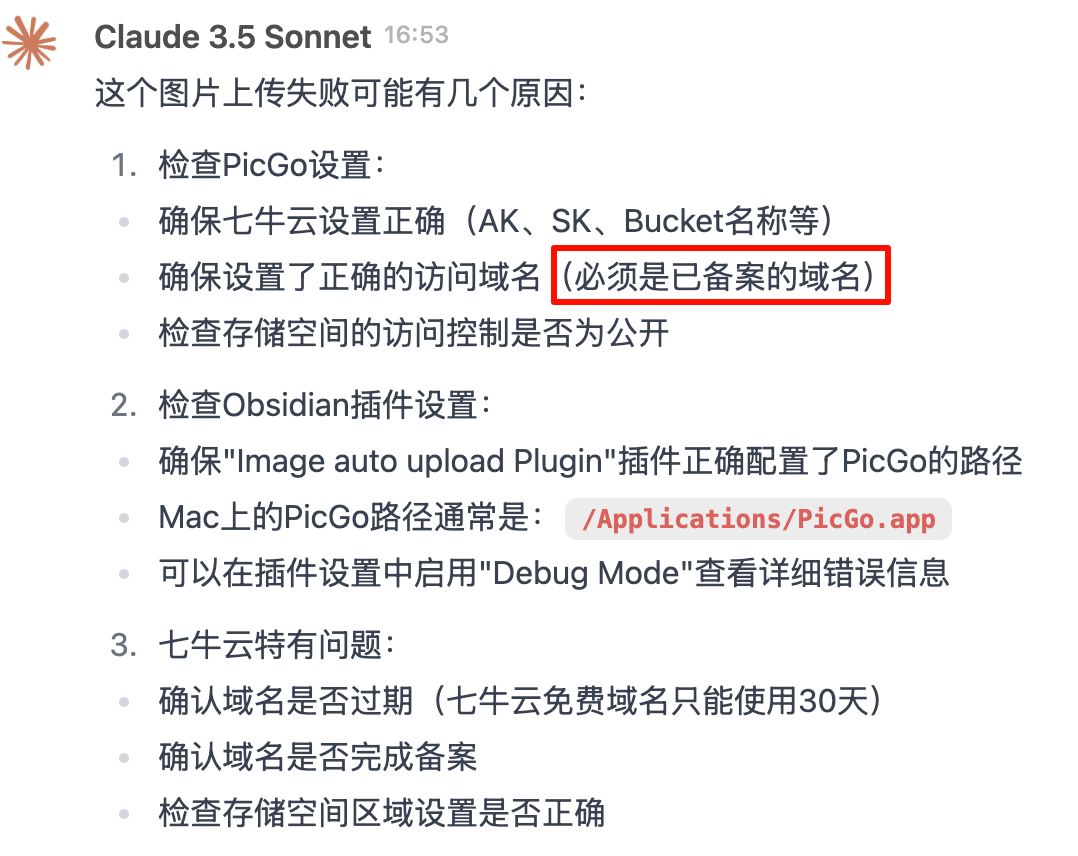 Claude 3.5 Sonnet 16:53
这个图片上传失败可能有几个原因：
1. 检查PicGo设置：
确保七牛云设置正确（AK、SK、Bucket名称等）
确保设置了正确的访问域名（必须是已备案的域名）
检查存储空间的访问控制是否为公开
2. 检查Obsidian插件设置：
确保"Image auto upload Plugin"插件正确配置了PicGo的路径
Mac上的PicGo路径通常是： /Applications/PicGo.app
可以在插件设置中启用"Debug Mode"查看详细错误信息
3. 七牛云特有问题：
确认域名是否过期（七牛云免费域名只能使用30天）
确认域名是否完成备案
检查存储空间区域设置是否正确